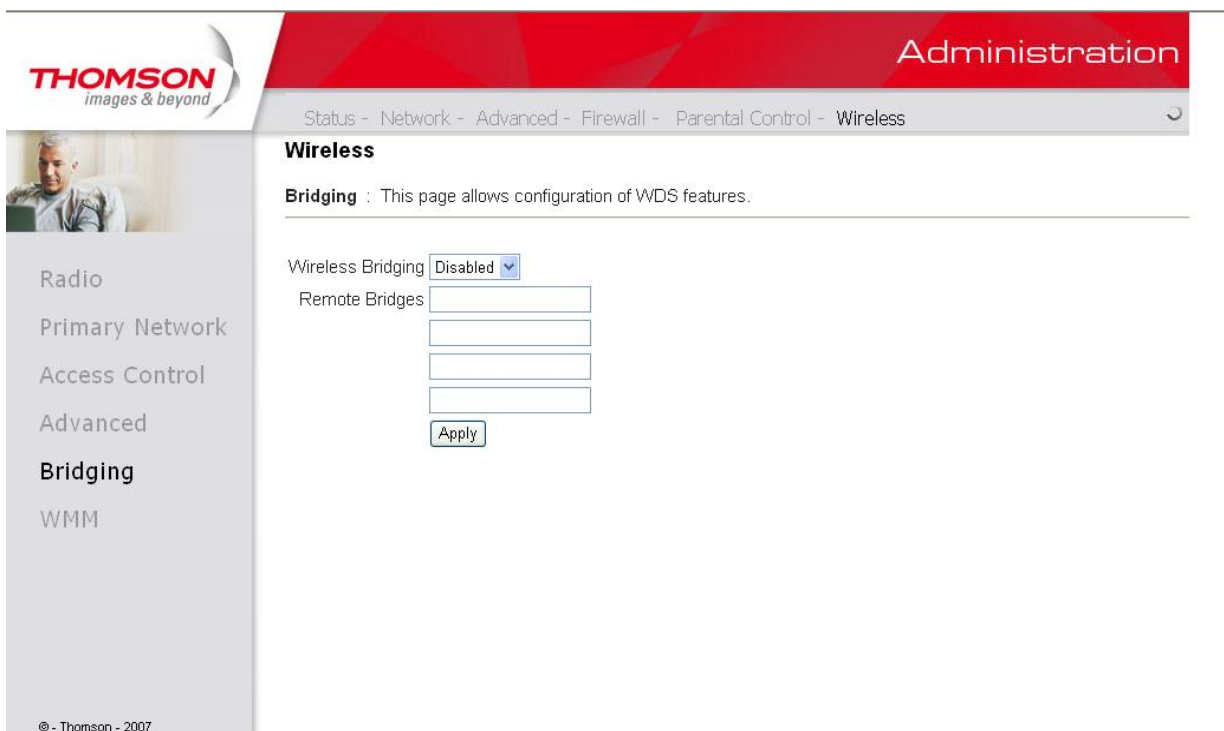 THOMSON
images & beyond
Administration
Status - Network - Advanced - Firewall - Parental Control - Wireless
Wireless
Bridging : This page allows configuration of WDS features.
Wireless Bridging Disabled
Remote Bridges
Apply
Radio
Primary Network
Access Control
Advanced
Bridging
WMM
© - Thomson - 2007